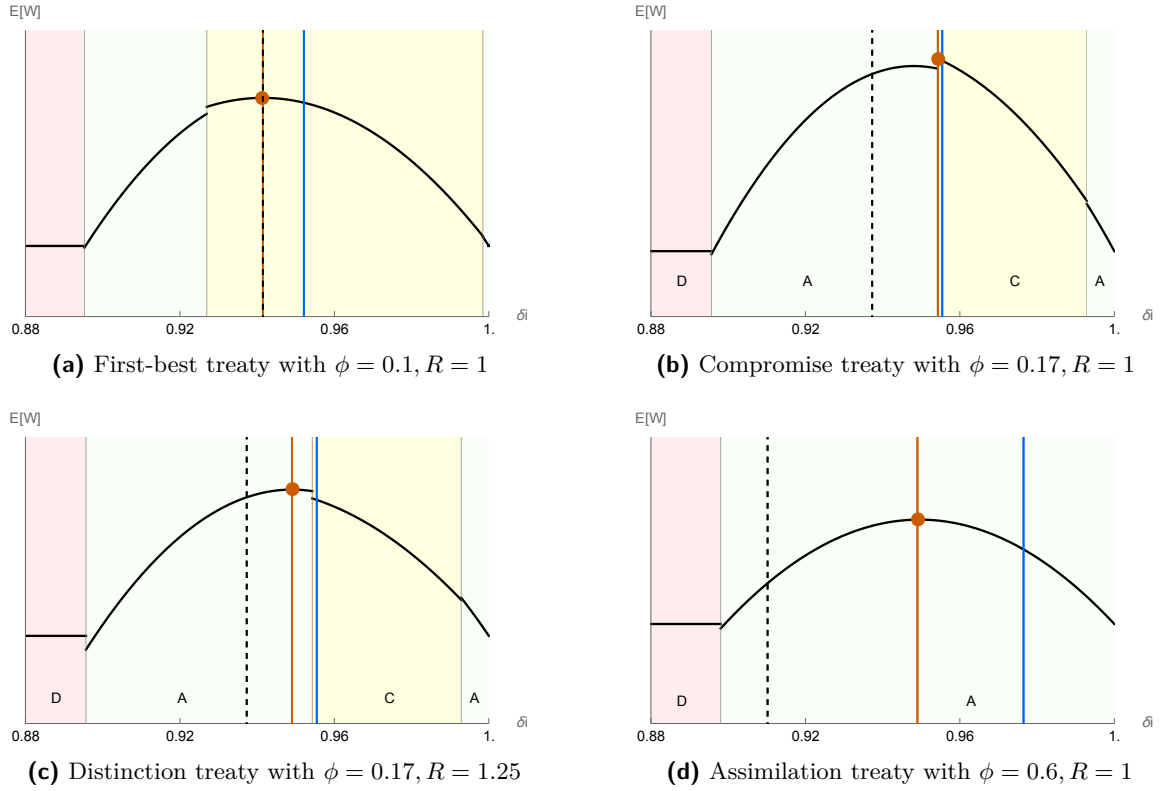 E[W]
0.88 0.92 0.96 1. δi
(a) First-best treaty with ϕ = 0.1, R = 1
E[W]
D A C A
0.88 0.92 0.96 1. δi
(b) Compromise treaty with ϕ = 0.17, R = 1
E[W]
D A C A
0.88 0.92 0.96 1. δi
(c) Distinction treaty with ϕ = 0.17, R = 1.25
E[W]
D A
0.88 0.92 0.96 1. δi
(d) Assimilation treaty with ϕ = 0.6, R = 1